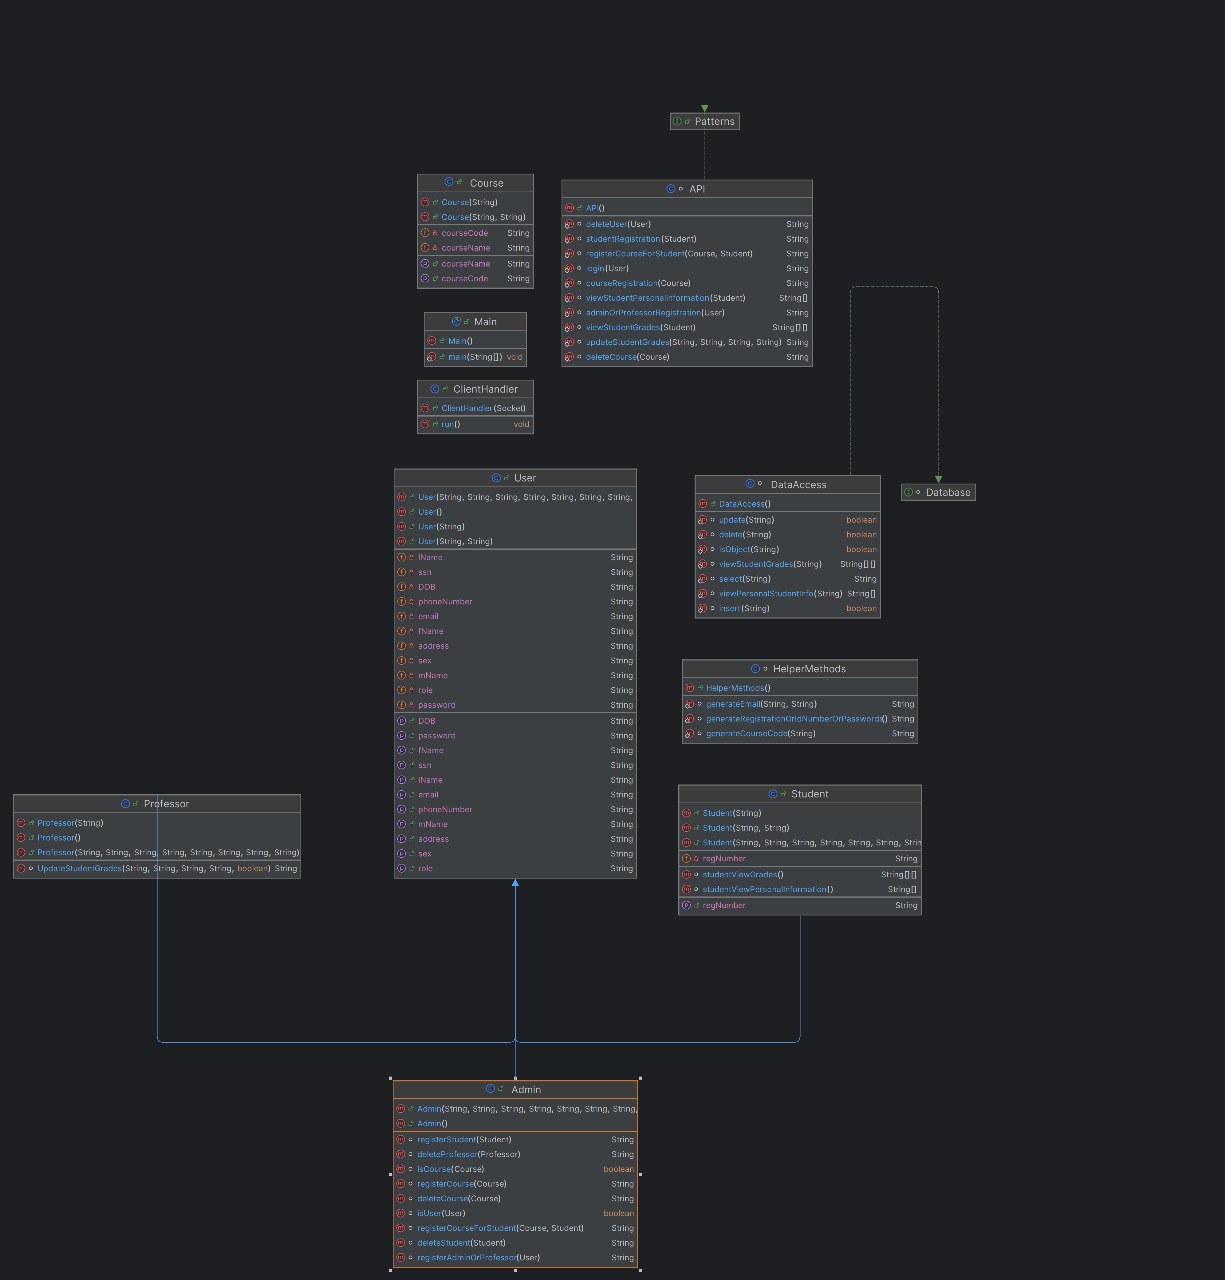 Patterns
Course
Course(String)
Course(String, String)
courseCode String
courseName String
courseName String
courseCode String
API
API()
deleteUser(User) String
studentRegistration(Student) String
registerCourseForStudent(Course, Student) String
login(User) String
courseRegistration(Course) String
viewStudentPersonalInformation(Student) String[]
adminOrProfessorRegistration(User) String
viewStudentGrades(Student) String[][]
updateStudentGrades(String, String, String, String) String
deleteCourse(Course) String
Main
Main()
main(String[]) void
ClientHandler
ClientHandler(Socket)
run() void
User
User(String, String, String, String, String, String, String,
User()
User(String)
User(String, String)
lName String
ssn String
DOB String
phoneNumber String
email String
fName String
address String
sex String
mName String
role String
password String
DOB String
password String
fName String
ssn String
lName String
email String
phoneNumber String
mName String
address String
sex String
role String
DataAccess
DataAccess()
update(String) boolean
delete(String) boolean
isObject(String) boolean
viewStudentGrades(String) String[][]
select(String) String
viewPersonalStudentInfo(String) String[]
insert(String) boolean
Database
HelperMethods
HelperMethods()
generateEmail(String, String) String
generateRegistrationOrIdNumberOrPasswords() String
generateCourseCode(String) String
Professor
Professor(String)
Professor()
Professor(String, String, String, String, String, String, String, String)
UpdateStudentGrades(String, String, String, String, boolean) String
Student
Student(String)
Student(String, String)
Student(String, String, String, String, String, String, Strin
regNumber String
studentViewGrades() String[][]
studentViewPersonalInformation() String[]
regNumber String
Admin
Admin(String, String, String, String, String, String, String,
Admin()
registerStudent(Student) String
deleteProfessor(Professor) String
isCourse(Course) boolean
registerCourse(Course) String
deleteCourse(Course) String
isUser(User) boolean
registerCourseForStudent(Course, Student) String
deleteStudent(Student) String
registerAdminOrProfessor(User) String